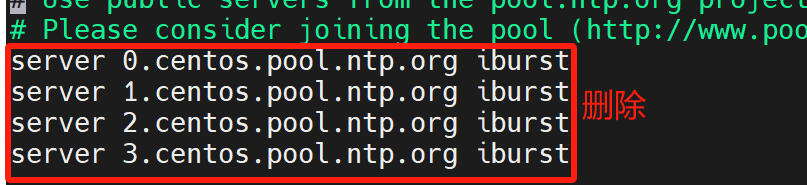 # Use public servers from the pool.ntp.org project
# Please consider joining the pool (http://www.poo
server 0.centos.pool.ntp.org iburst
server 1.centos.pool.ntp.org iburst
server 2.centos.pool.ntp.org iburst 删除
server 3.centos.pool.ntp.org iburst